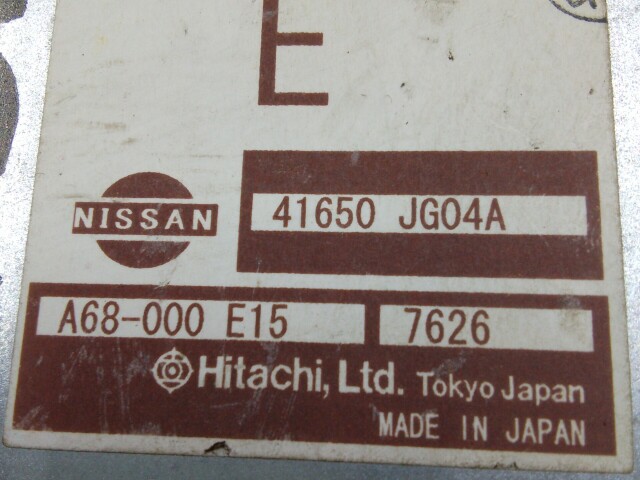 E
NISSAN
41650 JG04A
A68-000 E15
7626
Hitachi, Ltd. Tokyo Japan
MADE IN JAPAN